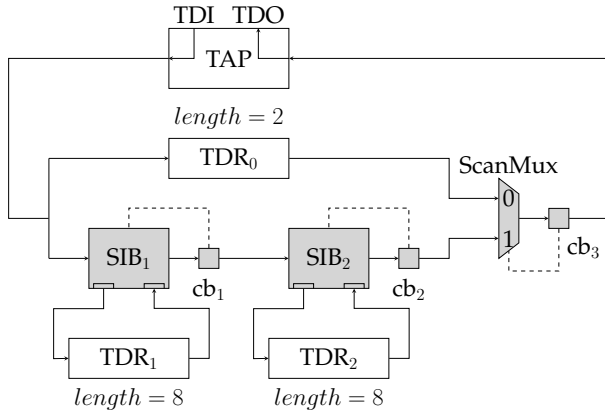 TDI TDO
TAP
length = 2
TDR₀
ScanMux
0
1
SIB₁
cb₁
SIB₂
cb₂
cb₃
TDR₁
TDR₂
length = 8
length = 8